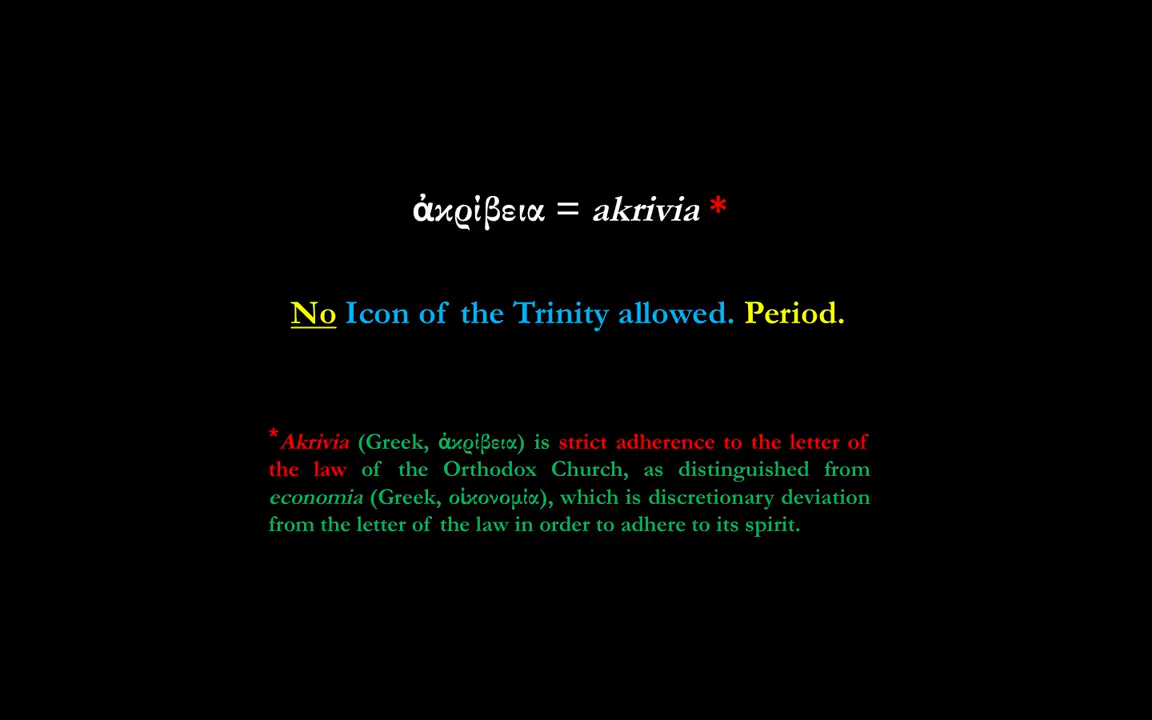 ἀκρίβεια = akrivia *
No Icon of the Trinity allowed. Period.
*Akrivia (Greek, ἀκρίβεια) is strict adherence to the letter of
the law of the Orthodox Church, as distinguished from
economia (Greek, οἰκονομία), which is discretionary deviation
from the letter of the law in order to adhere to its spirit.